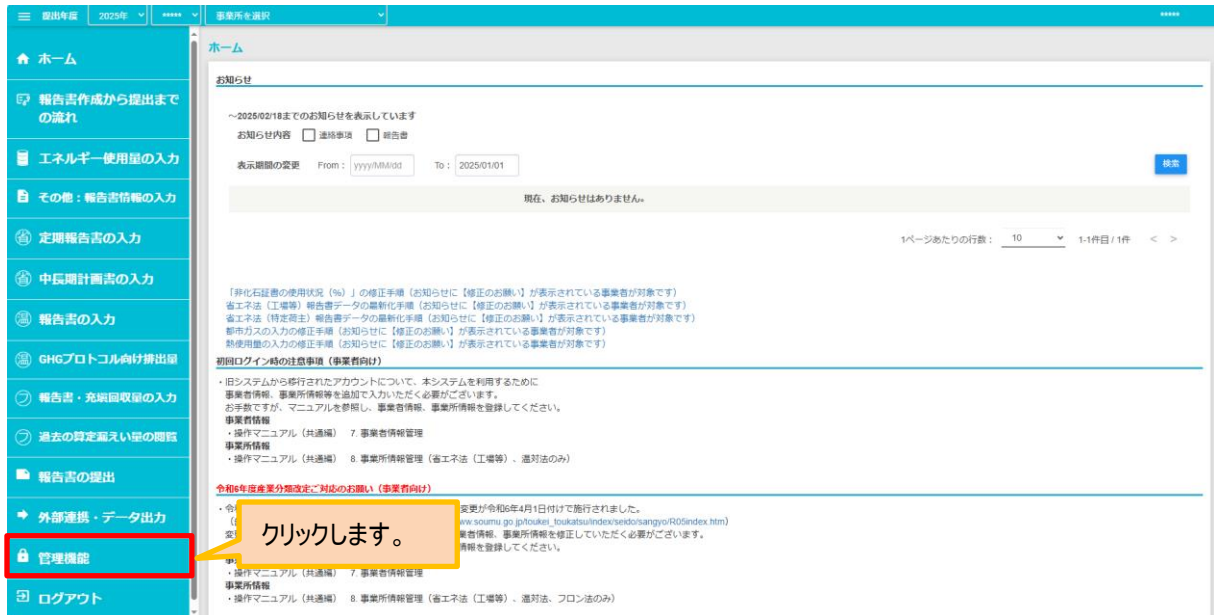 提出年度 2025年 ***** 事業所を選択 *****
ホーム
報告書作成から提出まで
の流れ
エネルギー使用量の入力
その他：報告書情報の入力
省 定期報告書の入力
省 中長期計画書の入力
温 報告書の入力
温 GHGプロトコル向け排出量
フ 報告書・充填回収量の入力
フ 過去の算定漏えい量の閲覧
報告書の提出
外部連携・データ出力
管理機能
ログアウト
ホーム
お知らせ
～2025/02/18までのお知らせを表示しています
お知らせ内容 連絡事項 報告書
表示期間の変更 From： yyyy/MM/dd To： 2025/01/01 検索
現在、お知らせはありません。
1ページあたりの行数： 10 1-1件目 / 1件 < >
「非化石証書の使用状況（%）」の修正手順（お知らせに【修正のお願い】が表示されている事業者が対象です）
省エネ法（工場等）報告書データの最新化手順（お知らせに【修正のお願い】が表示されている事業者が対象です）
省エネ法（特定荷主）報告書データの最新化手順（お知らせに【修正のお願い】が表示されている事業者が対象です）
都市ガスの入力の修正手順（お知らせに【修正のお願い】が表示されている事業者が対象です）
熱使用量の入力の修正手順（お知らせに【修正のお願い】が表示されている事業者が対象です）
初回ログイン時の注意事項（事業者向け）
・旧システムから移行されたアカウントについて、本システムを利用するために
事業者情報、事業所情報等を追加で入力いただく必要がございます。
お手数ですが、マニュアルを参照し、事業者情報、事業所情報を登録してください。
事業者情報
・操作マニュアル（共通編） 7. 事業者情報管理
事業所情報
・操作マニュアル（共通編） 8. 事業所情報管理（省エネ法（工場等）、温対法のみ）
令和6年度産業分類改定ご対応のお願い（事業者向け）
・令 変更が令和6年4月1日付けで施行されました。
ww.soumu.go.jp/toukei_toukatsu/index/seido/sangyo/R05index.htm）
変 業者情報、事業所情報を修正していただく必要がございます。
情報を登録してください。
クリックします。
・操作マニュアル（共通編） 7. 事業者情報管理
事業所情報
・操作マニュアル（共通編） 8. 事業所情報管理（省エネ法（工場等）、温対法、フロン法のみ）